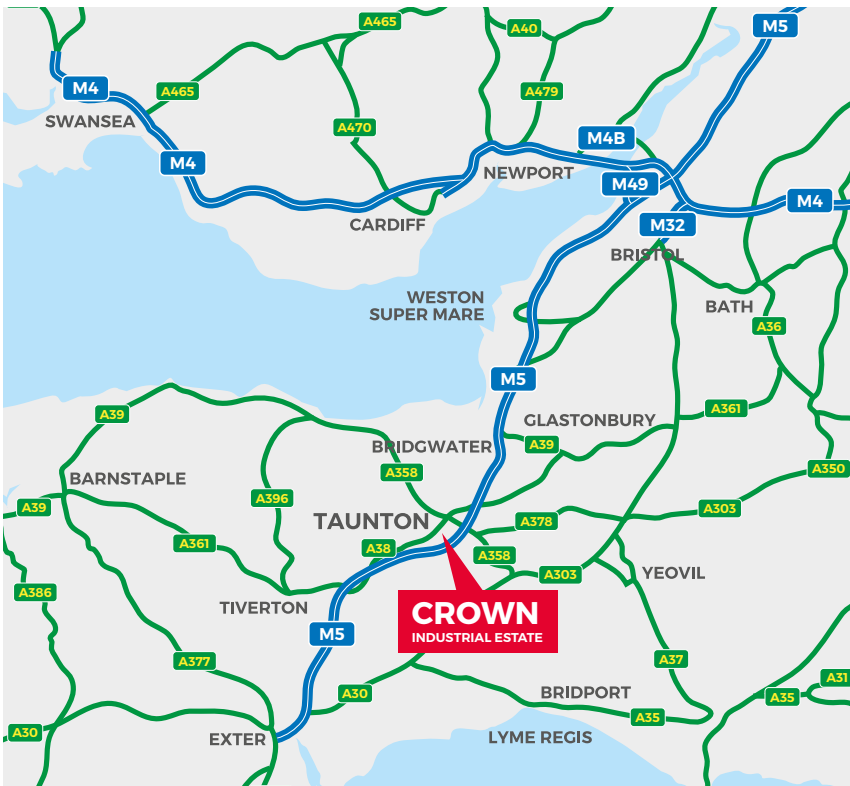 A465
A40
M5
M4
A465
A479
SWANSEA
A470
M4B
M4
NEWPORT
M49
M4
CARDIFF
M32
BRISTOL
WESTON
SUPER MARE
BATH
A36
M5
A39
A361
GLASTONBURY
BRIDGWATER
A39
BARNSTAPLE
A358
A350
A396
A39
TAUNTON
A378
A303
A361
A38
A358
A303
YEOVIL
A386
TIVERTON
CROWN
INDUSTRIAL ESTATE
M5
A377
A37
A31
A30
BRIDPORT
A35
A35
A30
EXTER
LYME REGIS